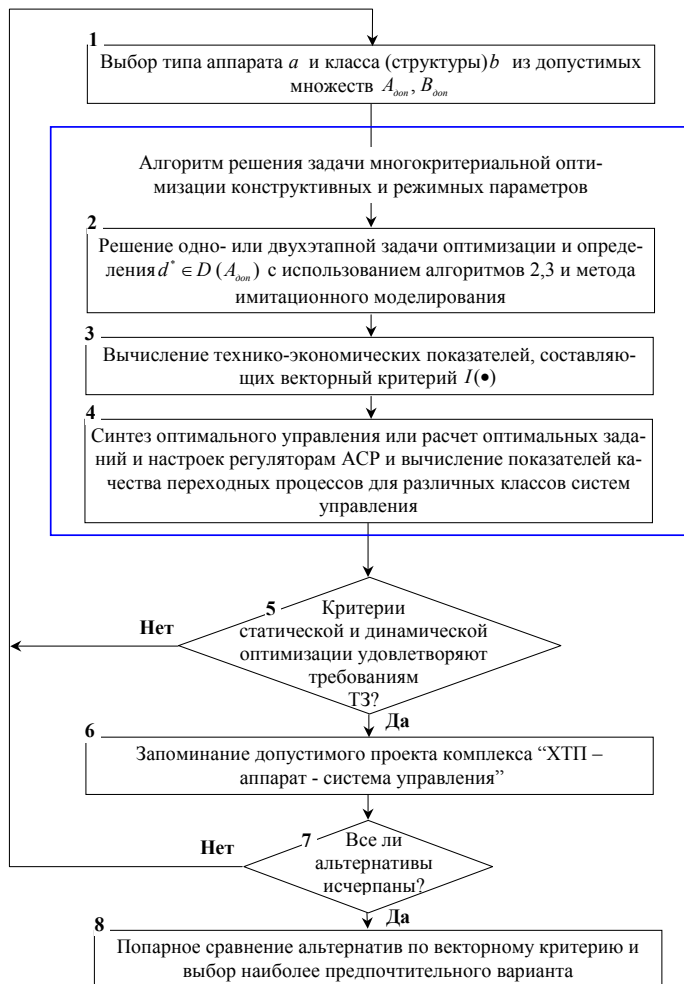 1
Выбор типа аппарата a и класса (структуры) b из допустимых
множеств A_доп, B_доп
Алгоритм решения задачи многокритериальной опти-
мизации конструктивных и режимных параметров
2
Решение одно- или двухэтапной задачи оптимизации и опреде-
ления d* ∈ D (A_доп) с использованием алгоритмов 2,3 и метода
имитационного моделирования
3
Вычисление технико-экономических показателей, составляю-
щих векторный критерий I(•)
4
Синтез оптимального управления или расчет оптимальных зада-
ний и настроек регуляторам АСР и вычисление показателей ка-
чества переходных процессов для различных классов систем
управления
5
Критерии
статической и динамической
оптимизации удовлетворяют
требованиям
ТЗ?
Нет
Да
6
Запоминание допустимого проекта комплекса “ХТП –
аппарат - система управления”
7
Все ли
альтернативы
исчерпаны?
Нет
Да
8
Попарное сравнение альтернатив по векторному критерию и
выбор наиболее предпочтительного варианта